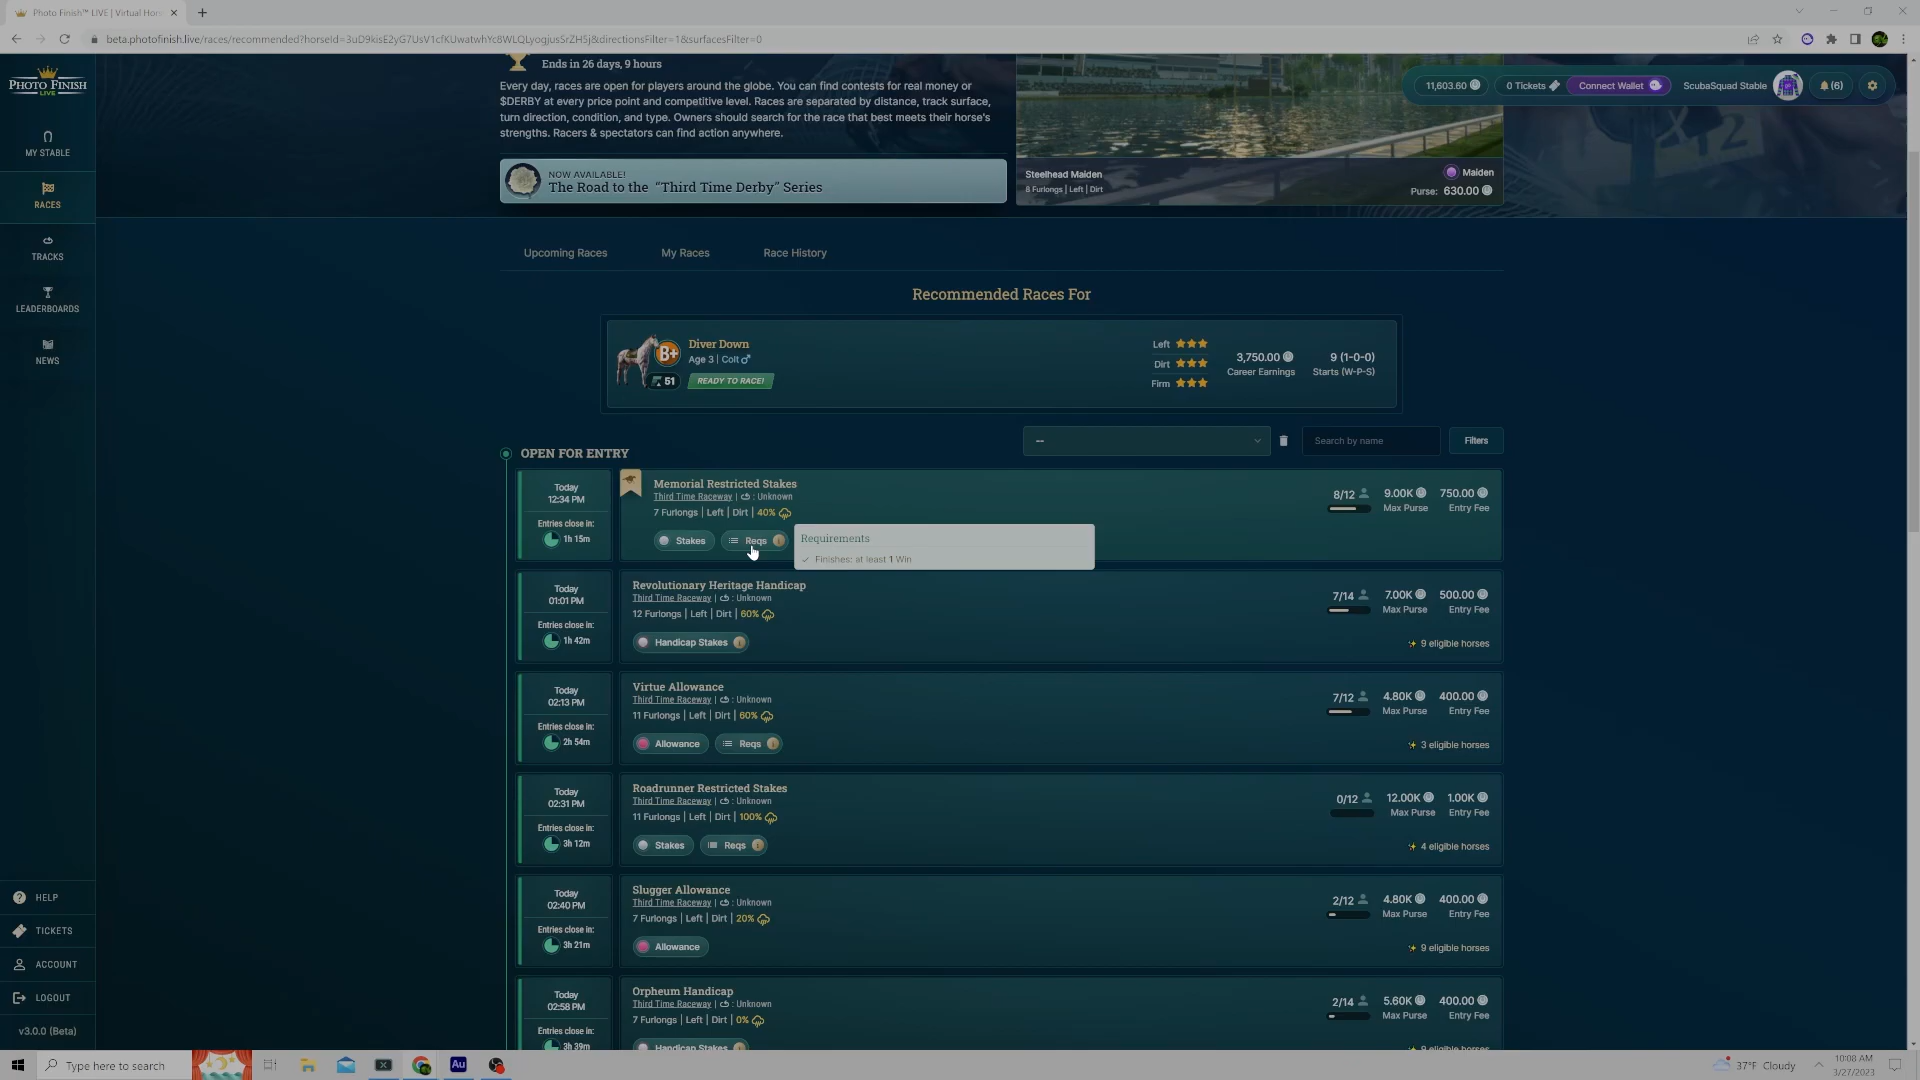 Photo Finish™ LIVE | Virtual Hor
beta.photofinish.live/races/recommended?horseId=3uD9kisE2yG7UsV1cfKUwatwhYc8WLQLyogjusSrZH5j&directionsFilter=1&surfacesFilter=0
PHOTO FINISH
LIVE
MY STABLE
RACES
TRACKS
LEADERBOARDS
NEWS
HELP
TICKETS
ACCOUNT
LOGOUT
v3.0.0 (Beta)
11,603.60
0 Tickets
Connect Wallet
ScubaSquad Stable
(6)
Ends in 26 days, 9 hours
Every day, races are open for players around the globe. You can find contests for real money or
$DERBY at every price point and competitive level. Races are separated by distance, track surface,
turn direction, condition, and type. Owners should search for the race that best meets their horse's
strengths. Racers & spectators can find action anywhere.
NOW AVAILABLE!
The Road to the "Third Time Derby" Series
Steelhead Maiden
8 Furlongs | Left | Dirt
Maiden
Purse: 630.00
Upcoming Races
My Races
Race History
Recommended Races For
B+
51
Diver Down
Age 3 | Colt
READY TO RACE!
Left
Dirt
Firm
3,750.00
Career Earnings
9 (1-0-0)
Starts (W-P-S)
--
Search by name
Filters
OPEN FOR ENTRY
Today
12:34 PM
Entries close in:
1h 15m
Memorial Restricted Stakes
Third Time Raceway | : Unknown
7 Furlongs | Left | Dirt | 40%
Stakes
Reqs
Requirements
Finishes: at least 1 Win
8/12
9.00K
Max Purse
750.00
Entry Fee
Today
01:01 PM
Entries close in:
1h 42m
Revolutionary Heritage Handicap
Third Time Raceway | : Unknown
12 Furlongs | Left | Dirt | 60%
Handicap Stakes
7/14
7.00K
Max Purse
500.00
Entry Fee
9 eligible horses
Today
02:13 PM
Entries close in:
2h 54m
Virtue Allowance
Third Time Raceway | : Unknown
11 Furlongs | Left | Dirt | 60%
Allowance
Reqs
7/12
4.80K
Max Purse
400.00
Entry Fee
3 eligible horses
Today
02:31 PM
Entries close in:
3h 12m
Roadrunner Restricted Stakes
Third Time Raceway | : Unknown
11 Furlongs | Left | Dirt | 100%
Stakes
Reqs
0/12
12.00K
Max Purse
1.00K
Entry Fee
4 eligible horses
Today
02:40 PM
Entries close in:
3h 21m
Slugger Allowance
Third Time Raceway | : Unknown
7 Furlongs | Left | Dirt | 20%
Allowance
2/12
4.80K
Max Purse
400.00
Entry Fee
9 eligible horses
Today
02:58 PM
Entries close in:
3h 39m
Orpheum Handicap
Third Time Raceway | : Unknown
7 Furlongs | Left | Dirt | 0%
Handicap Stakes
2/14
5.60K
Max Purse
400.00
Entry Fee
9 eligible horses
Type here to search
Au
37°F Cloudy
10:08 AM
3/27/2023